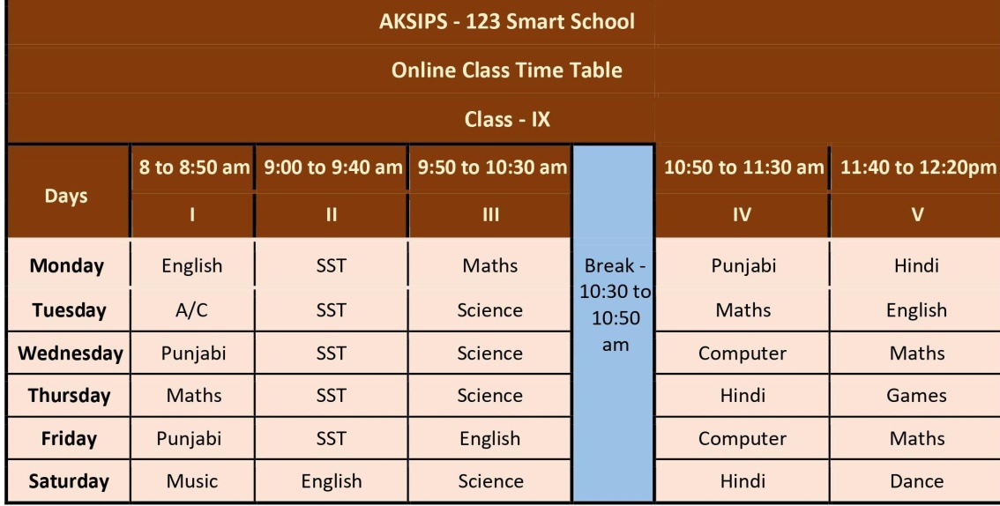 AKSIPS - 123 Smart School
Online Class Time Table
Class - IX
Days 8 to 8:50 am 9:00 to 9:40 am 9:50 to 10:30 am 10:50 to 11:30 am 11:40 to 12:20pm
I II III IV V
Monday English SST Maths Break - 10:30 to 10:50 am Punjabi Hindi
Tuesday A/C SST Science Maths English
Wednesday Punjabi SST Science Computer Maths
Thursday Maths SST Science Hindi Games
Friday Punjabi SST English Computer Maths
Saturday Music English Science Hindi Dance